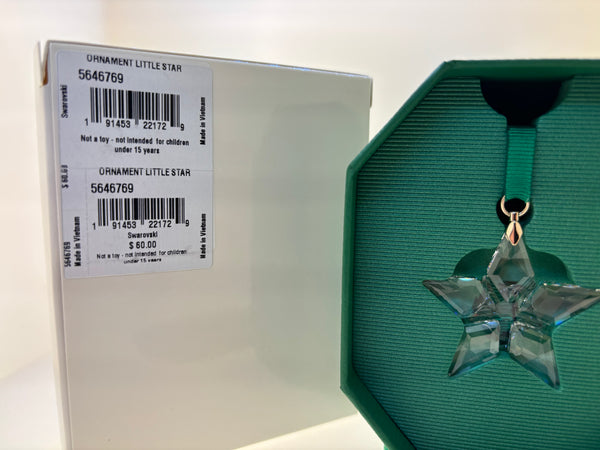 ORNAMENT LITTLE STAR
5646769
Swarovski
1 91453 22172 9
Made in Vietnam
Not a toy - not intended for children
under 15 years
$ 60.00
ORNAMENT LITTLE STAR
5646769
1 91453 22172 9
Swarovski
$ 60.00
Not a toy - not intended for children
under 15 years
Made in Vietnam
5646769
Made in Vietnam